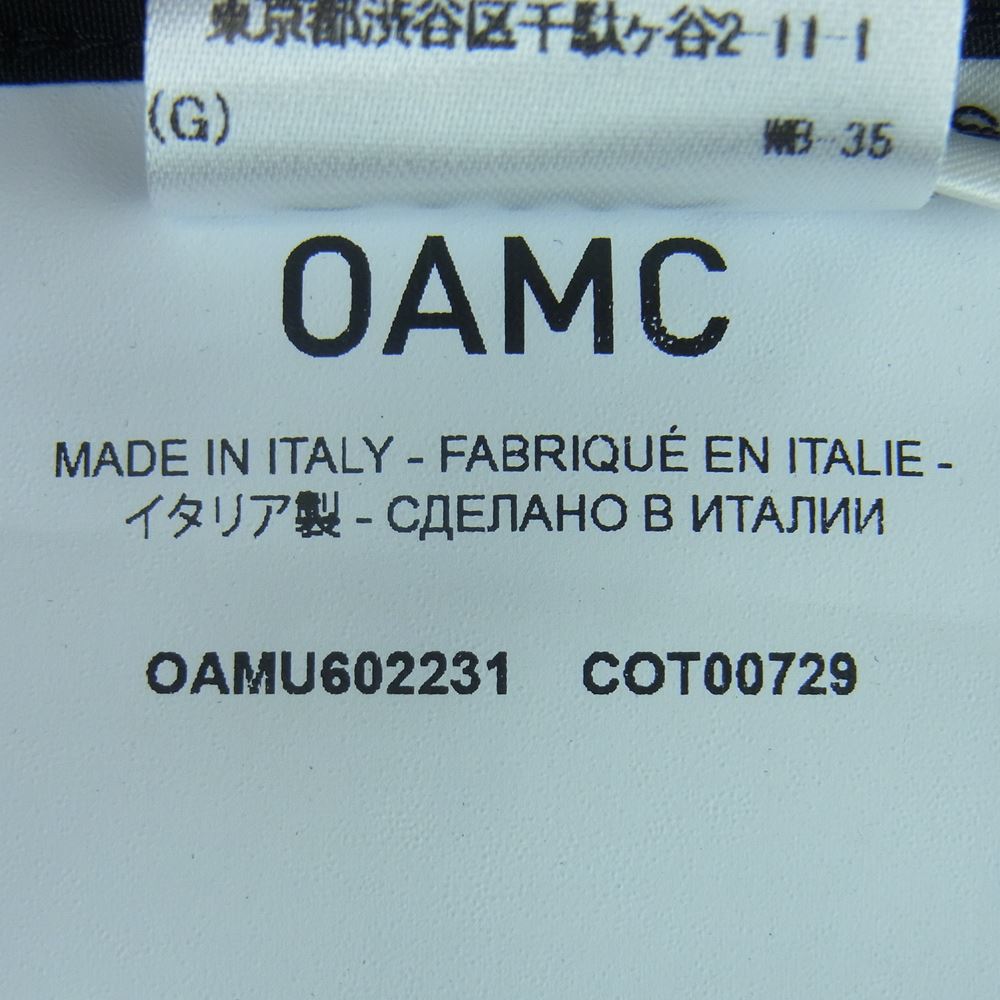 東京都渋谷区千駄ヶ谷2-11-1
(G)
35
OAMC
MADE IN ITALY - FABRIQUÉ EN ITALIE -
イタリア製 - СДЕЛАНО В ИТАЛИИ
OAMU602231 COT00729